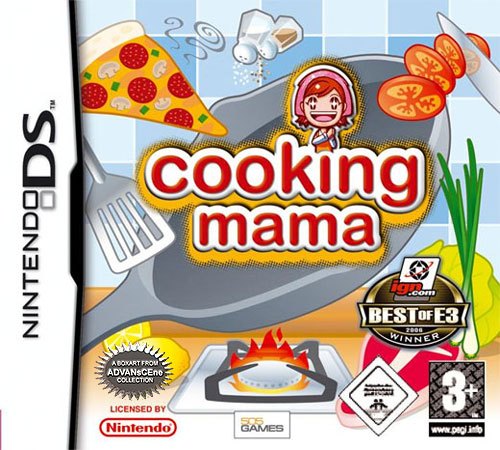 NINTENDO DS™
cooking
mama
ign.com
BEST OF E3
2006
WINNER
A BOXART FROM
ADVANsCEne
COLLECTION
LICENSED BY
Nintendo
505
GAMES
3+
www.pegi.info